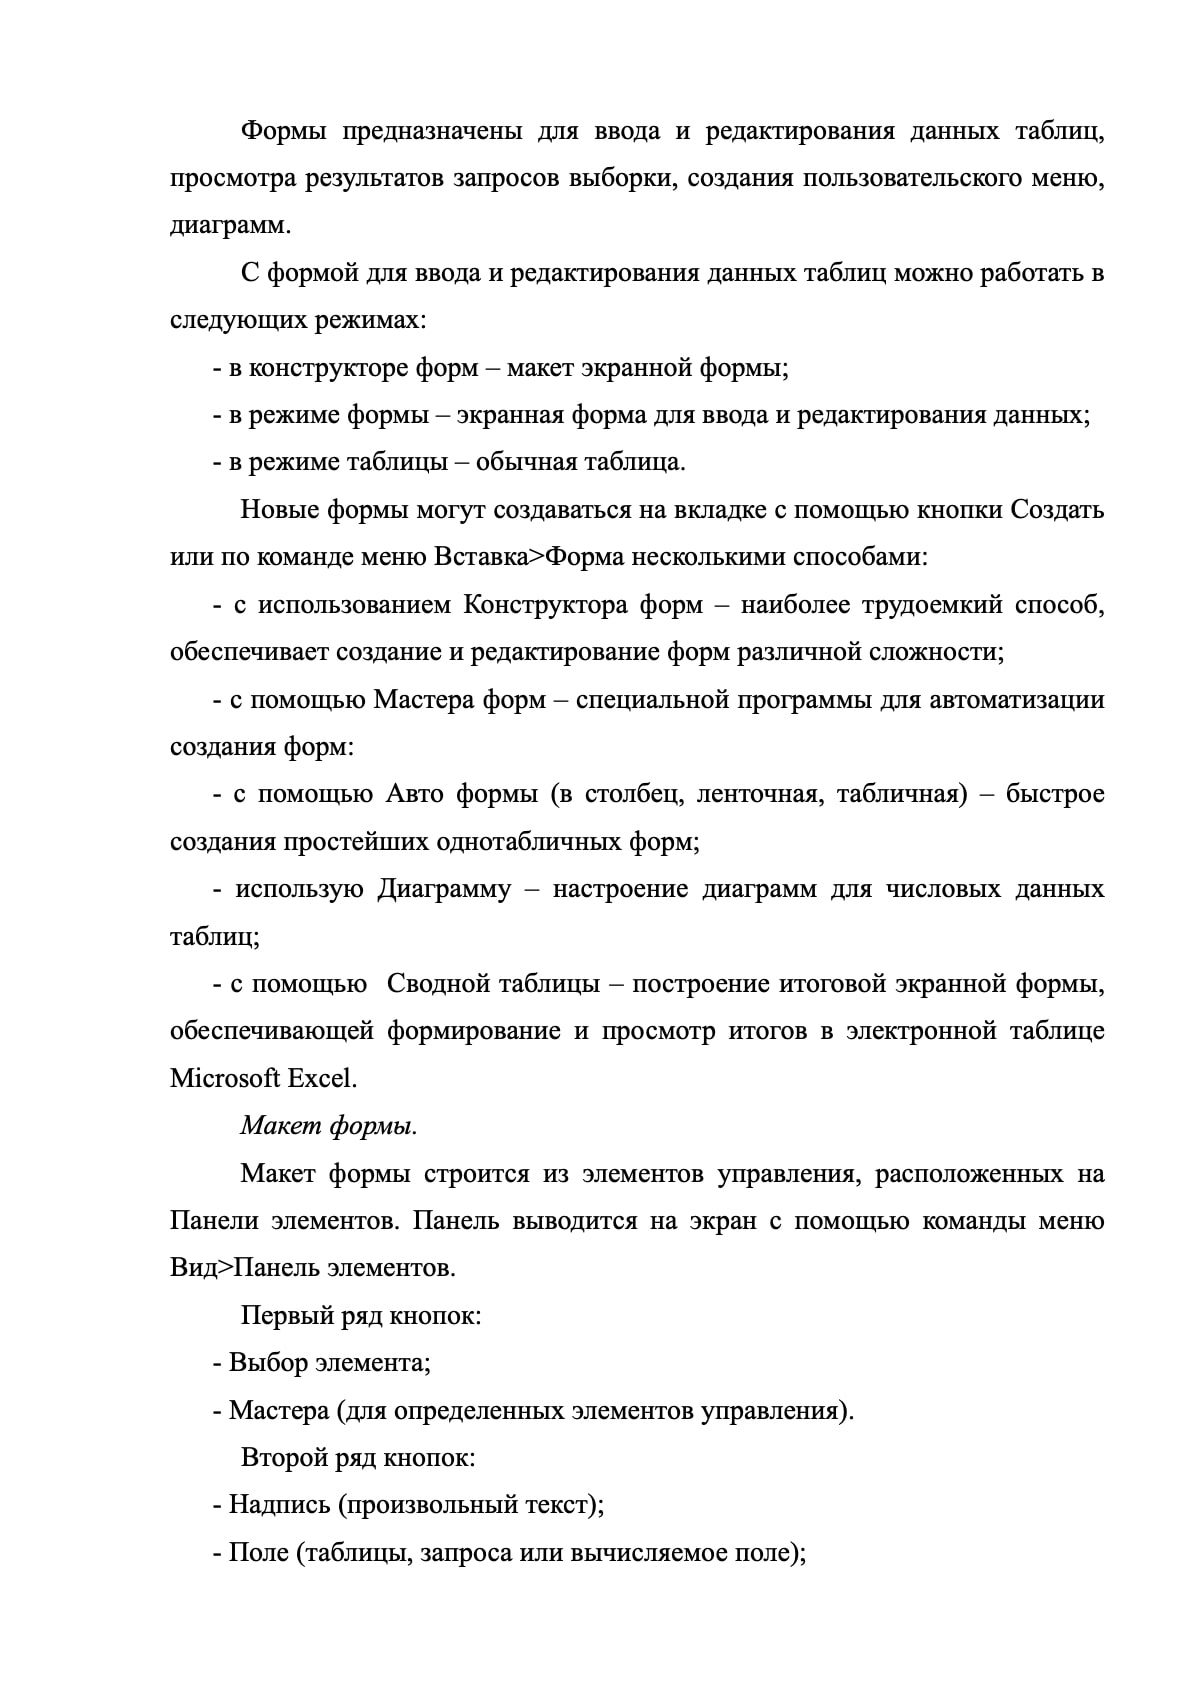 Формы предназначены для ввода и редактирования данных таблиц,
просмотра результатов запросов выборки, создания пользовательского меню,
диаграмм.
С формой для ввода и редактирования данных таблиц можно работать в
следующих режимах:
- в конструкторе форм – макет экранной формы;
- в режиме формы – экранная форма для ввода и редактирования данных;
- в режиме таблицы – обычная таблица.
Новые формы могут создаваться на вкладке с помощью кнопки Создать
или по команде меню Вставка>Форма несколькими способами:
- с использованием Конструктора форм – наиболее трудоемкий способ,
обеспечивает создание и редактирование форм различной сложности;
- с помощью Мастера форм – специальной программы для автоматизации
создания форм:
- с помощью Авто формы (в столбец, ленточная, табличная) – быстрое
создания простейших однотабличных форм;
- использую Диаграмму – настроение диаграмм для числовых данных
таблиц;
- с помощью  Сводной таблицы – построение итоговой экранной формы,
обеспечивающей формирование и просмотр итогов в электронной таблице
Microsoft Excel.
Макет формы.
Макет формы строится из элементов управления, расположенных на
Панели элементов. Панель выводится на экран с помощью команды меню
Вид>Панель элементов.
Первый ряд кнопок:
- Выбор элемента;
- Мастера (для определенных элементов управления).
Второй ряд кнопок:
- Надпись (произвольный текст);
- Поле (таблицы, запроса или вычисляемое поле);